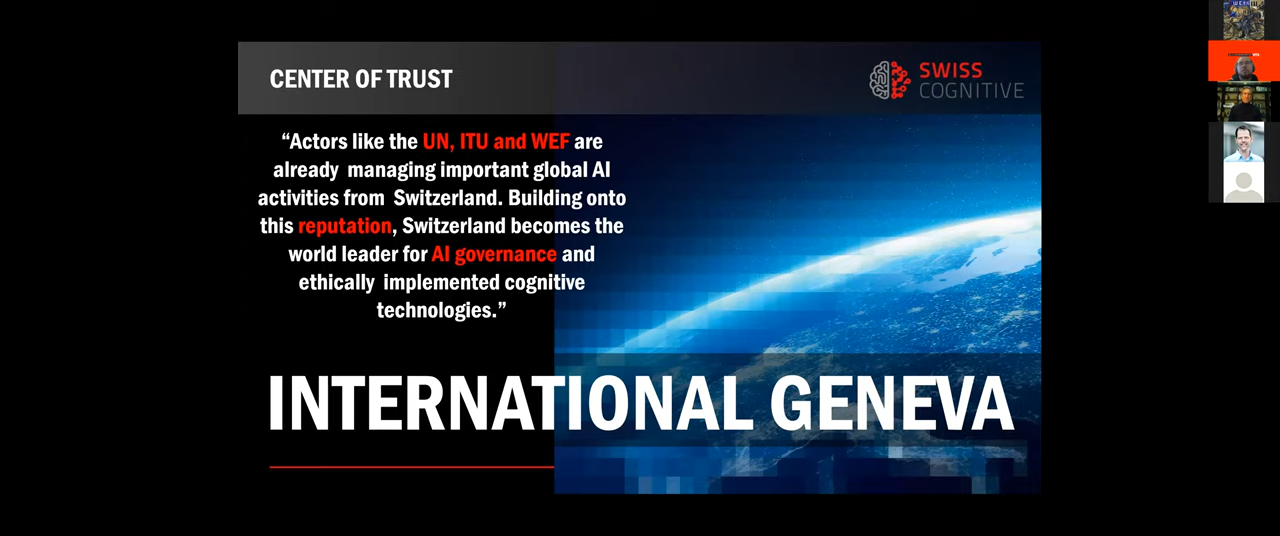 CENTER OF TRUST
SWISS
COGNITIVE
“Actors like the UN, ITU and WEF are
already managing important global AI
activities from Switzerland. Building onto
this reputation, Switzerland becomes the
world leader for AI governance and
ethically implemented cognitive
technologies.”
INTERNATIONAL GENEVA